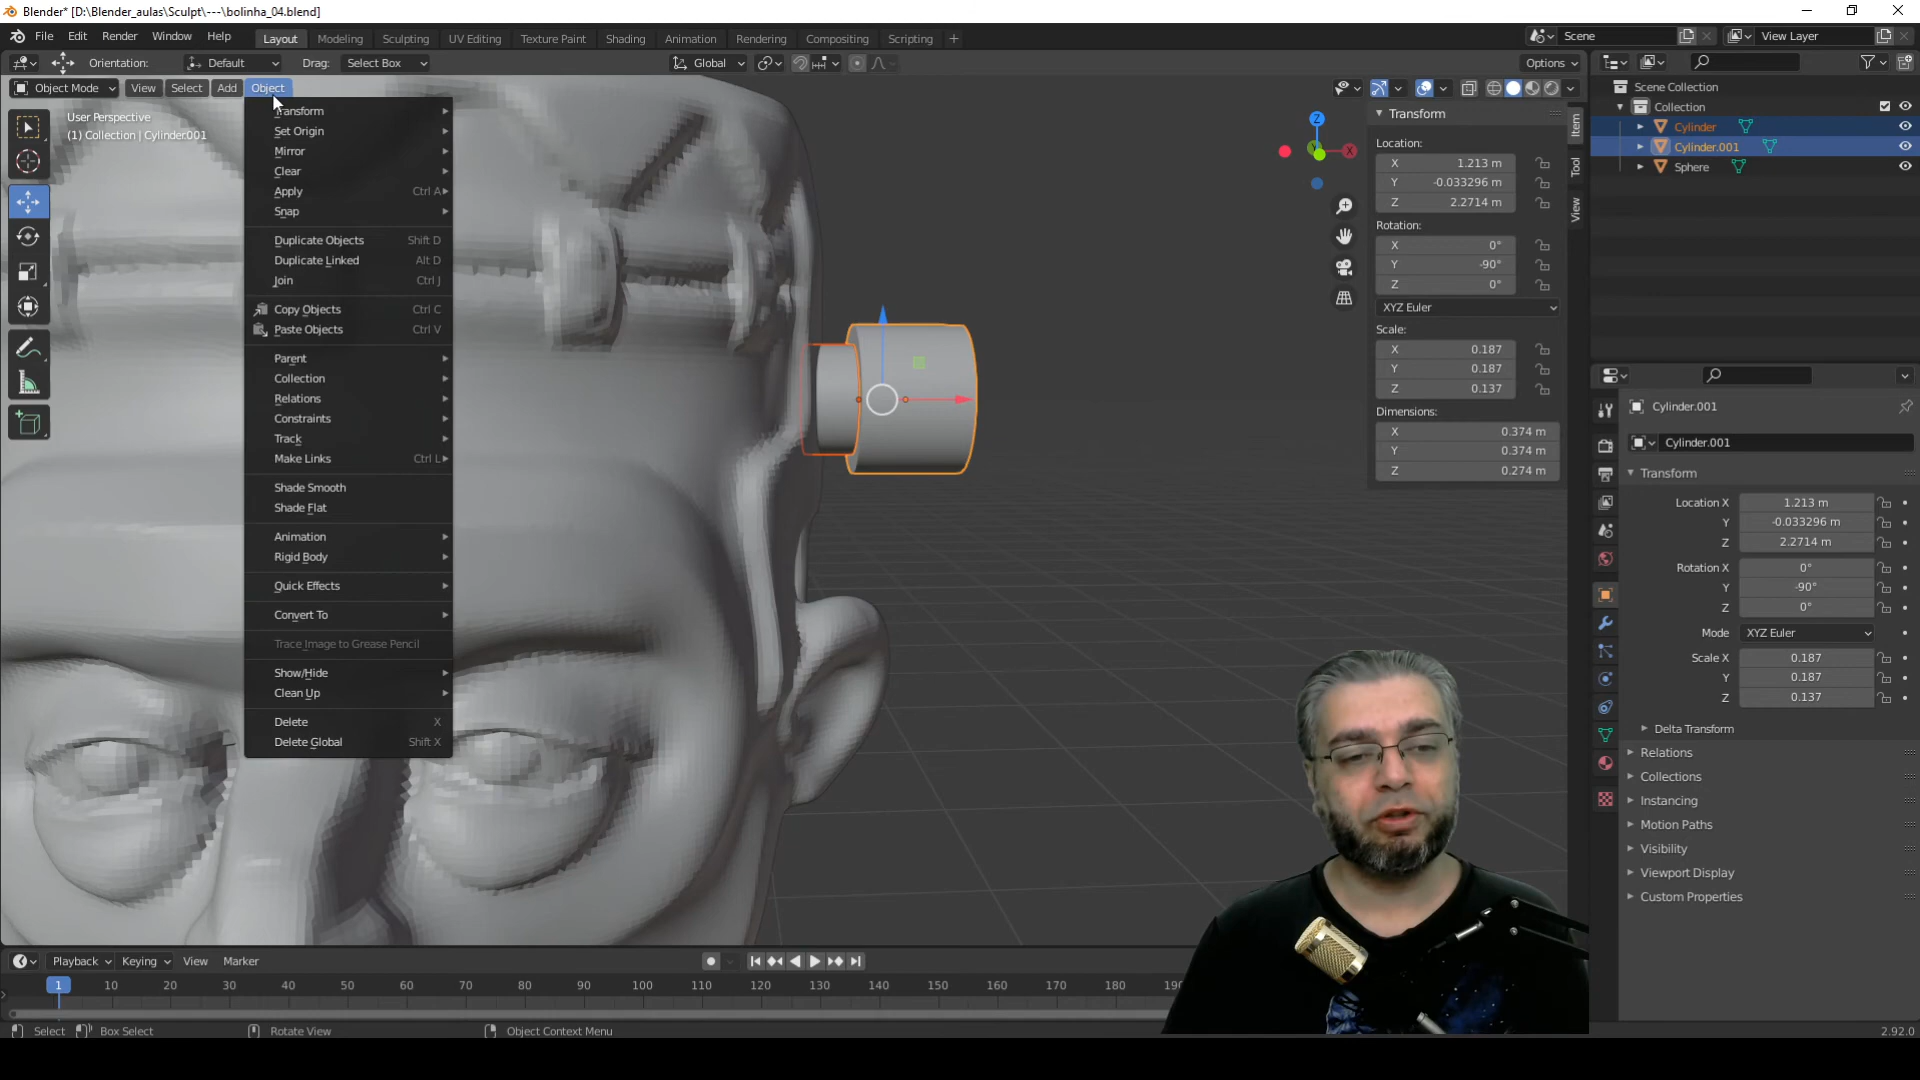 Blender* [D:\Blender_aulas\Sculpt\---\bolinha_04.blend]
File Edit Render Window Help Layout Modeling Sculpting UV Editing Texture Paint Shading Animation Rendering Compositing Scripting + Scene View Layer
Orientation: Default Drag: Select Box Global Options
Object Mode View Select Add Object
User Perspective
(1) Collection | Cylinder001
Transform
Set Origin
Mirror
Clear
Apply Ctrl A
Snap
Duplicate Objects Shift D
Duplicate Linked Alt D
Join Ctrl J
Copy Objects Ctrl C
Paste Objects Ctrl V
Parent
Collection
Relations
Constraints
Track
Make Links Ctrl L
Shade Smooth
Shade Flat
Animation
Rigid Body
Quick Effects
Convert To
Trace Image to Grease Pencil
Show/Hide
Clean Up
Delete X
Delete Global Shift X
Z
X
Transform
Location:
X 1.213 m
Y -0.033296 m
Z 2.2714 m
Rotation:
X 0°
Y -90°
Z 0°
XYZ Euler
Scale:
X 0.187
Y 0.187
Z 0.137
Dimensions:
X 0.374 m
Y 0.374 m
Z 0.274 m
Item
Tool
View
Scene Collection
Collection
Cylinder
Cylinder.001
Sphere
Cylinder.001
Cylinder.001
Transform
Location X 1.213 m
Y -0.033296 m
Z 2.2714 m
Rotation X 0°
Y -90°
Z 0°
Mode XYZ Euler
Scale X 0.187
Y 0.187
Z 0.137
Delta Transform
Relations
Collections
Instancing
Motion Paths
Visibility
Viewport Display
Custom Properties
Playback Keying View Marker
1 10 20 30 40 50 60 70 80 90 100 110 120 130 140 150 160 170 180
Select Box Select Rotate View Object Context Menu 2.92.0